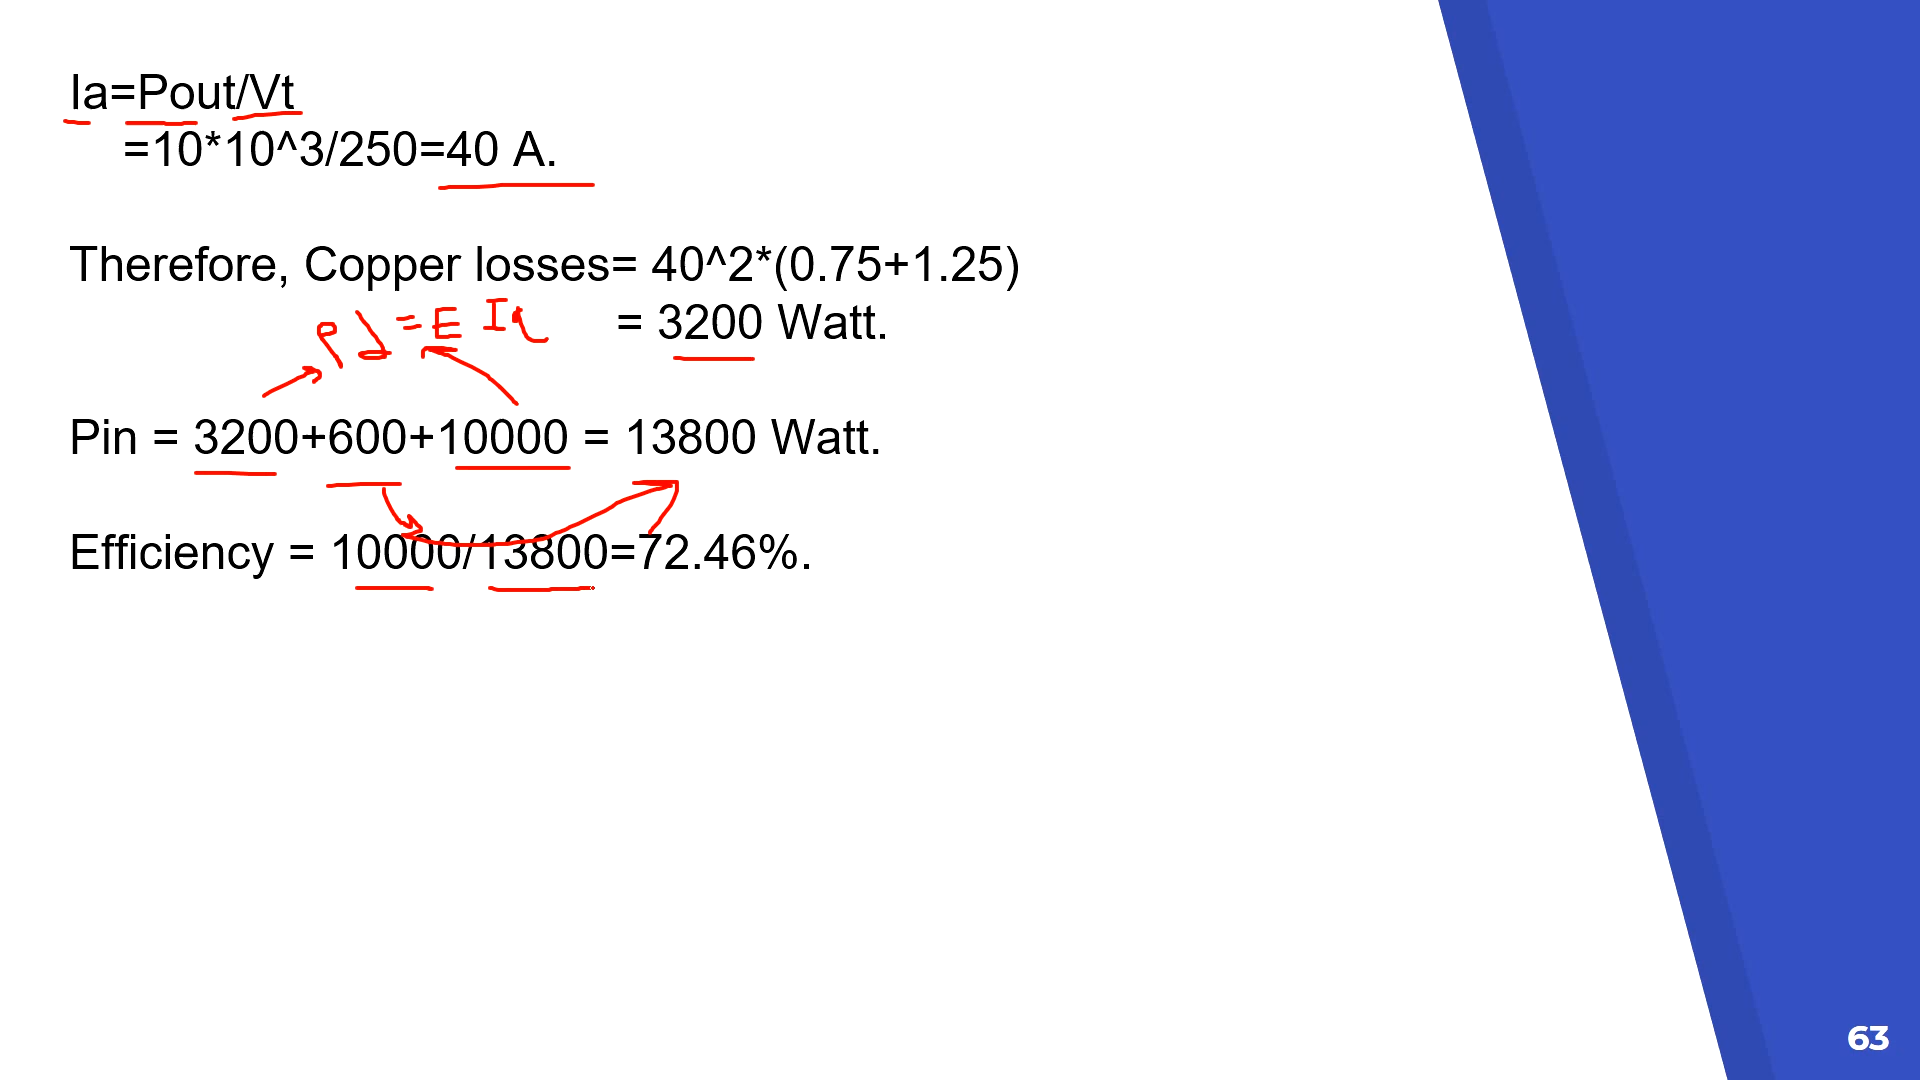 Ia=Pout/Vt
=10*10^3/250=40 A.
Therefore, Copper losses= 40^2*(0.75+1.25)
= 3200 Watt.
Pd=E Ia
Pin = 3200+600+10000 = 13800 Watt.
Efficiency = 10000/13800=72.46%.
63